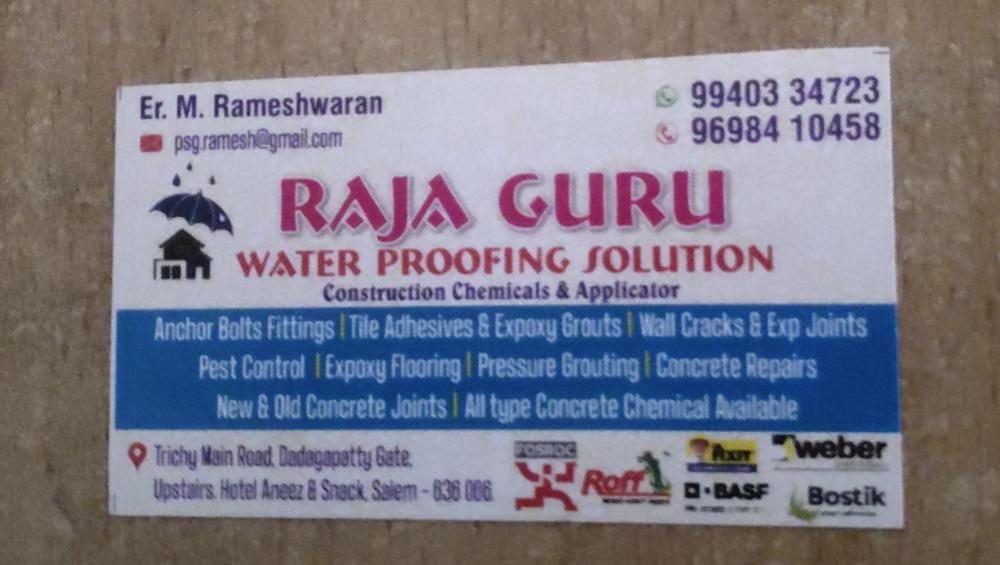 Er. M. Rameshwaran
psg.ramesh@gmail.com
99403 34723
96984 10458
RAJA GURU
WATER PROOFING SOLUTION
Construction Chemicals & Applicator
Anchor Bolts Fittings | Tile Adhesives & Expoxy Grouts | Wall Cracks & Exp Joints
Pest Control | Expoxy Flooring | Pressure Grouting | Concrete Repairs
New & Old Concrete Joints | All type Concrete Chemical Available
Trichy Main Road, Dadagapatty Gate,
Upstairs. Hotel Aneez & Snack, Salem - 636 006.
FOSROC
Roff
weber
BASF
Bostik